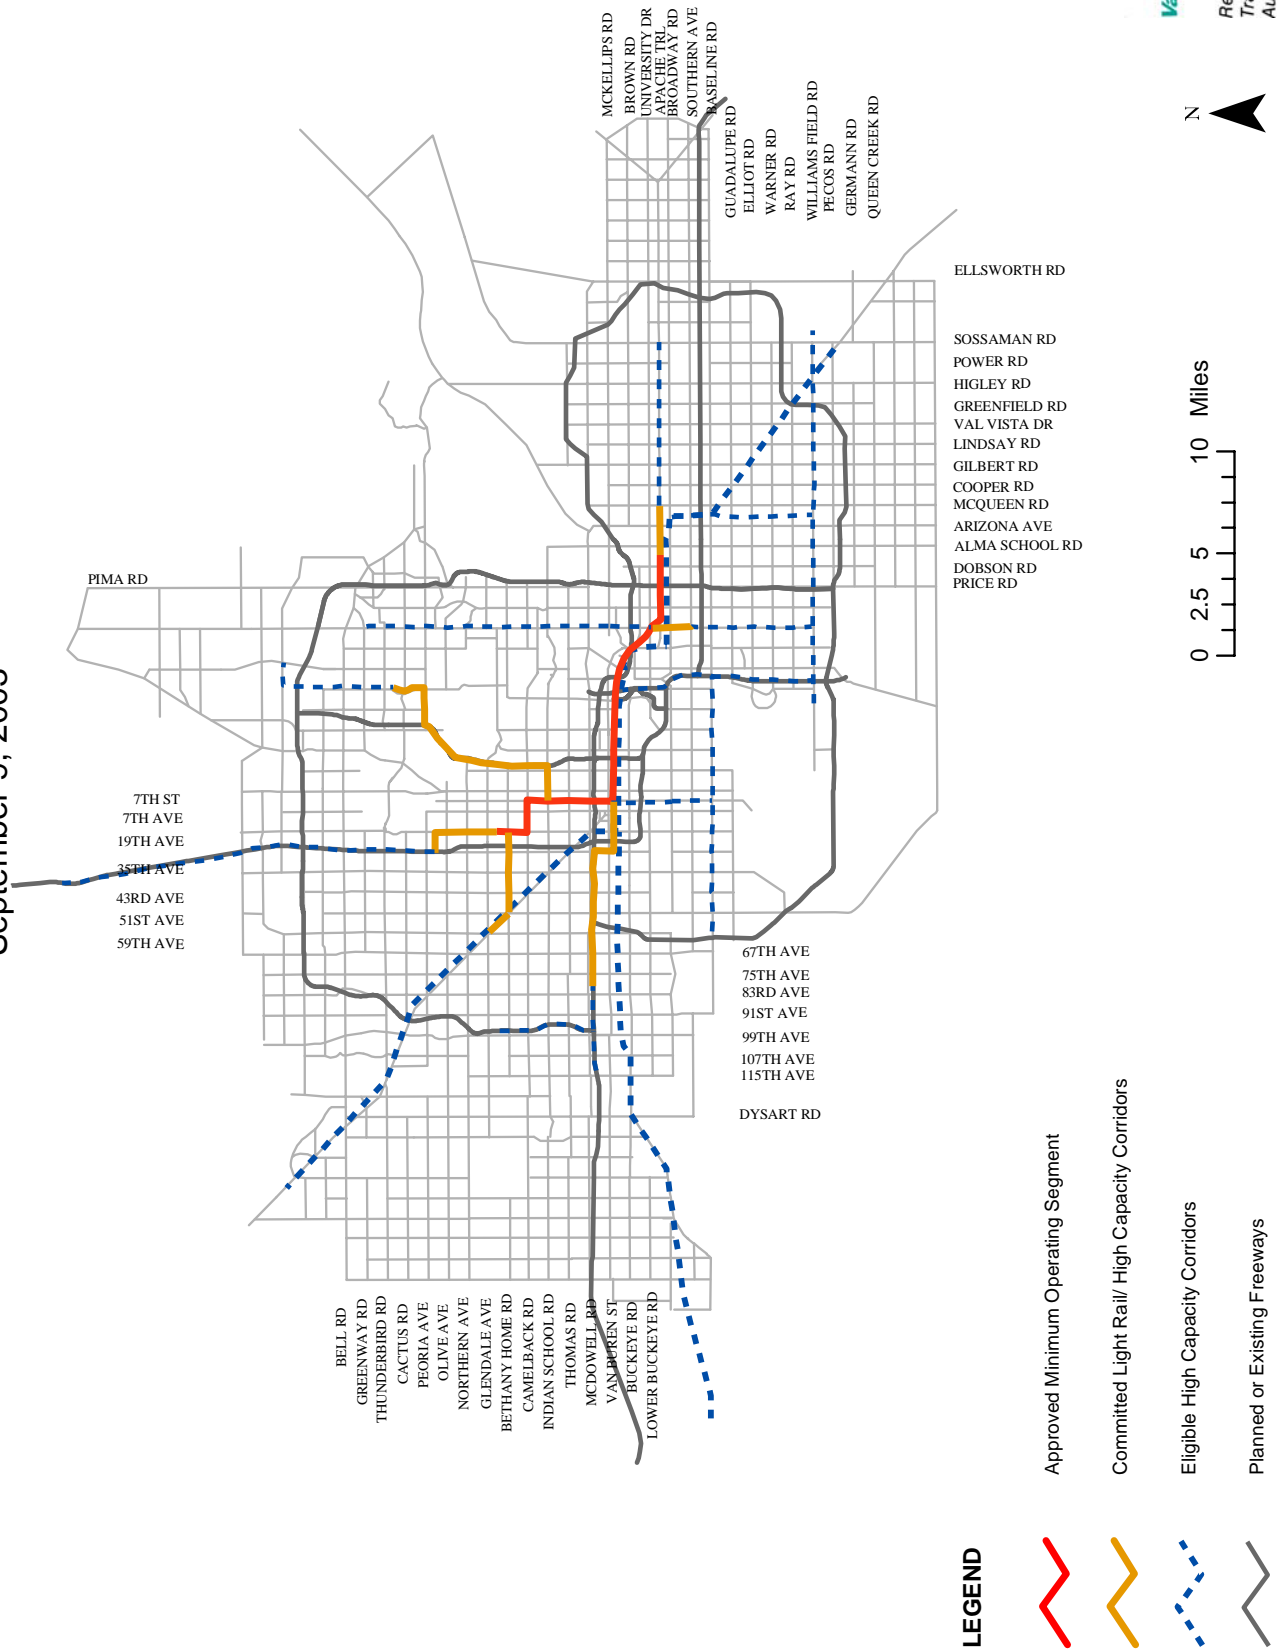 MCKELLIPS RD
BROWN RD
UNIVERSITY DR
APACHE TRL
BROADWAY RD
SOUTHERN AVE
BASELINE RD
GUADALUPE RD
ELLIOT RD
WARNER RD
RAY RD
WILLIAMS FIELD RD
PECOS RD
GERMANN RD
QUEEN CREEK RD
N
ELLSWORTH RD
SOSSAMAN RD
POWER RD
HIGLEY RD
GREENFIELD RD
VAL VISTA DR
LINDSAY RD
GILBERT RD
COOPER RD
MCQUEEN RD
ARIZONA AVE
ALMA SCHOOL RD
DOBSON RD
PRICE RD
PIMA RD
7TH ST
7TH AVE
19TH AVE
35TH AVE
43RD AVE
51ST AVE
59TH AVE
67TH AVE
75TH AVE
83RD AVE
91ST AVE
99TH AVE
107TH AVE
115TH AVE
DYSART RD
BELL RD
GREENWAY RD
THUNDERBIRD RD
CACTUS RD
PEORIA AVE
OLIVE AVE
NORTHERN AVE
GLENDALE AVE
BETHANY HOME RD
CAMELBACK RD
INDIAN SCHOOL RD
THOMAS RD
MCDOWELL RD
VAN BUREN ST
BUCKEYE RD
LOWER BUCKEYE RD
0 2.5 5 10 Miles
LEGEND
Approved Minimum Operating Segment
Committed Light Rail/ High Capacity Corridors
Eligible High Capacity Corridors
Planned or Existing Freeways